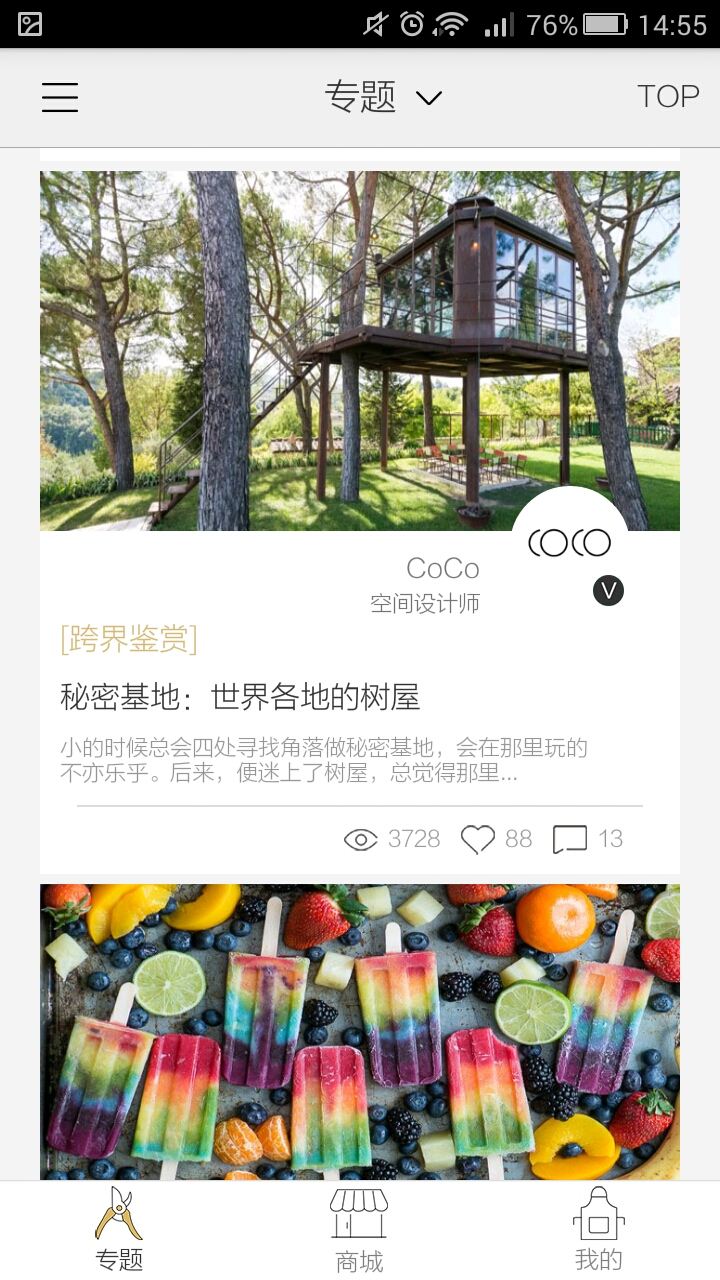 76% 14:55
专题 TOP
COCO
CoCo
V
空间设计师
[跨界鉴赏]
秘密基地：世界各地的树屋
小的时候总会四处寻找角落做秘密基地，会在那里玩的
不亦乐乎。后来，便迷上了树屋，总觉得那里...
3728 88 13
专题 商城 我的